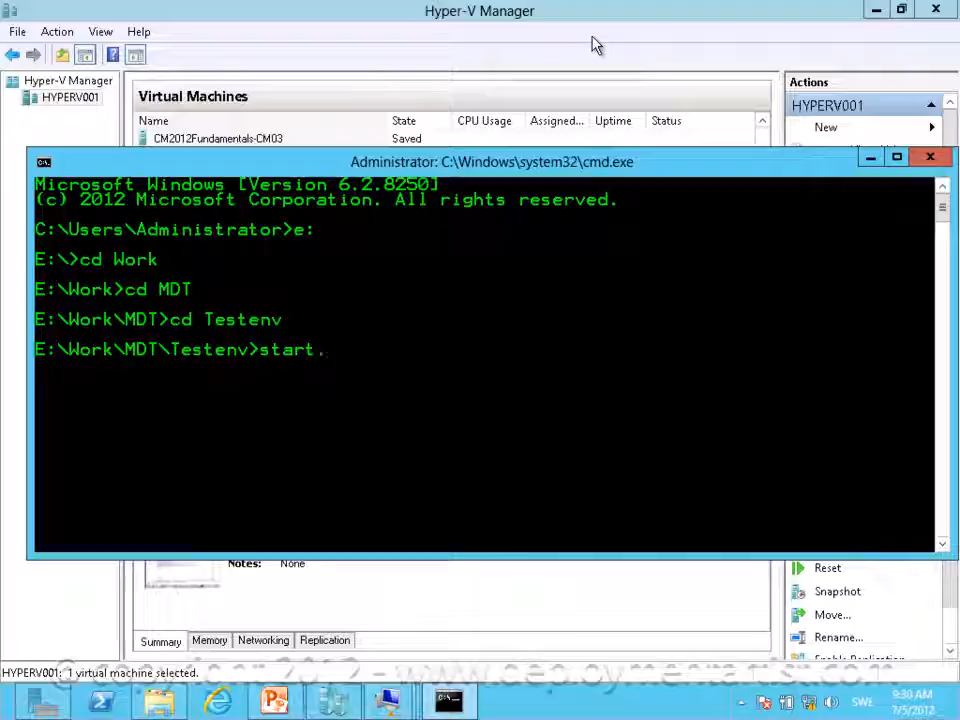 Hyper-V Manager
File Action View Help
Hyper-V Manager
HYPERV001
Virtual Machines
Name State CPU Usage Assigned... Uptime Status
CM2012Fundamentals-CM03 Saved
Actions
HYPERV001
New
Administrator: C:\Windows\system32\cmd.exe
Microsoft Windows [Version 6.2.8250]
(c) 2012 Microsoft Corporation. All rights reserved.
C:\Users\Administrator>e:
E:\>cd Work
E:\Work>cd MDT
E:\Work\MDT>cd Testenv
E:\Work\MDT\Testenv>start.
Notes: None
Summary Memory Networking Replication
Reset
Snapshot
Move...
Rename...
HYPERV001: 1 virtual machine selected.
SWE
9:30 AM
7/5/2012